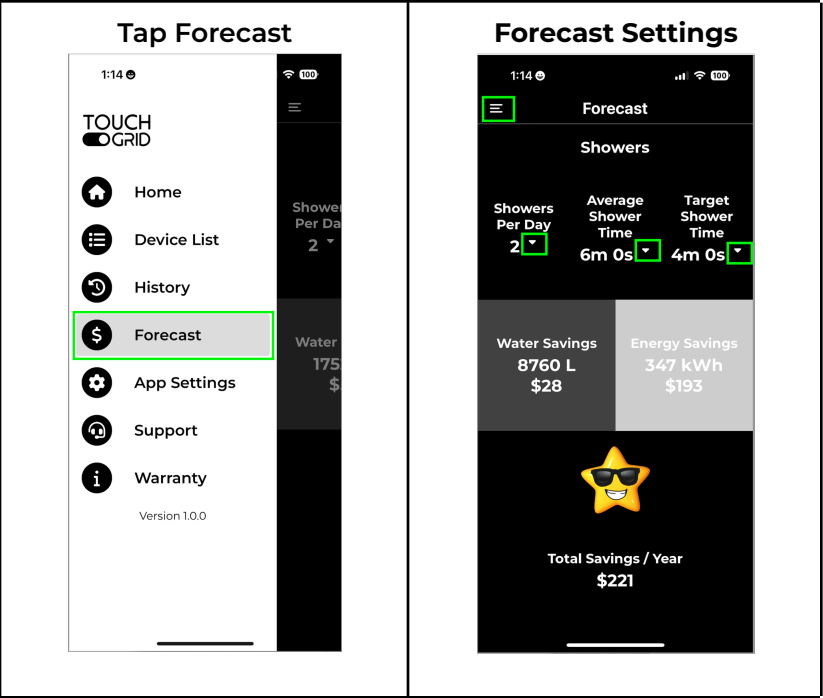 Tap Forecast
1:14
100
TOUCH
GRID
Home
Device List
History
Forecast
App Settings
Support
Warranty
Version 1.0.0
Shower
Per Da
2
Water
175
$
Forecast Settings
1:14
100
Forecast
Showers
Showers
Per Day
2
Average
Shower
Time
6m 0s
Target
Shower
Time
4m 0s
Water Savings
8760 L
$28
Energy Savings
347 kWh
$193
Total Savings / Year
$221